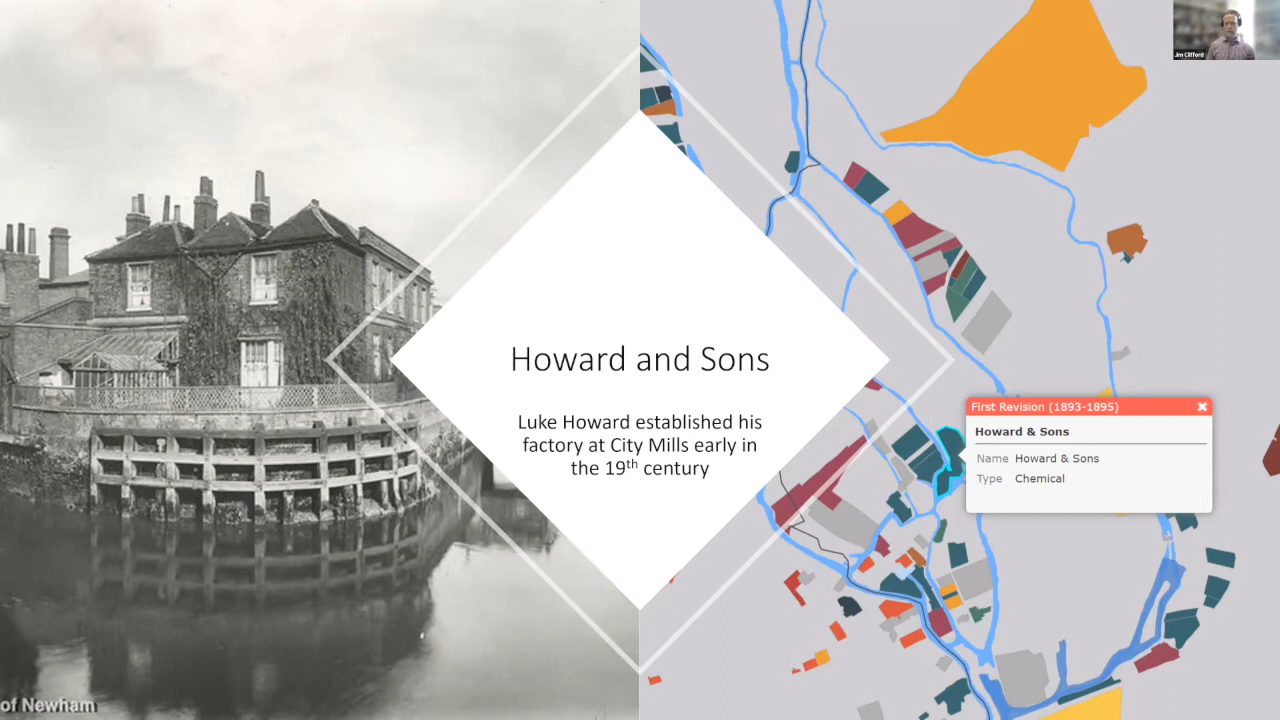 Jim Clifford
Howard and Sons
Luke Howard established his
factory at City Mills early in
the 19th century
First Revision (1893-1895)
Howard & Sons
Name Howard & Sons
Type Chemical
of Newham